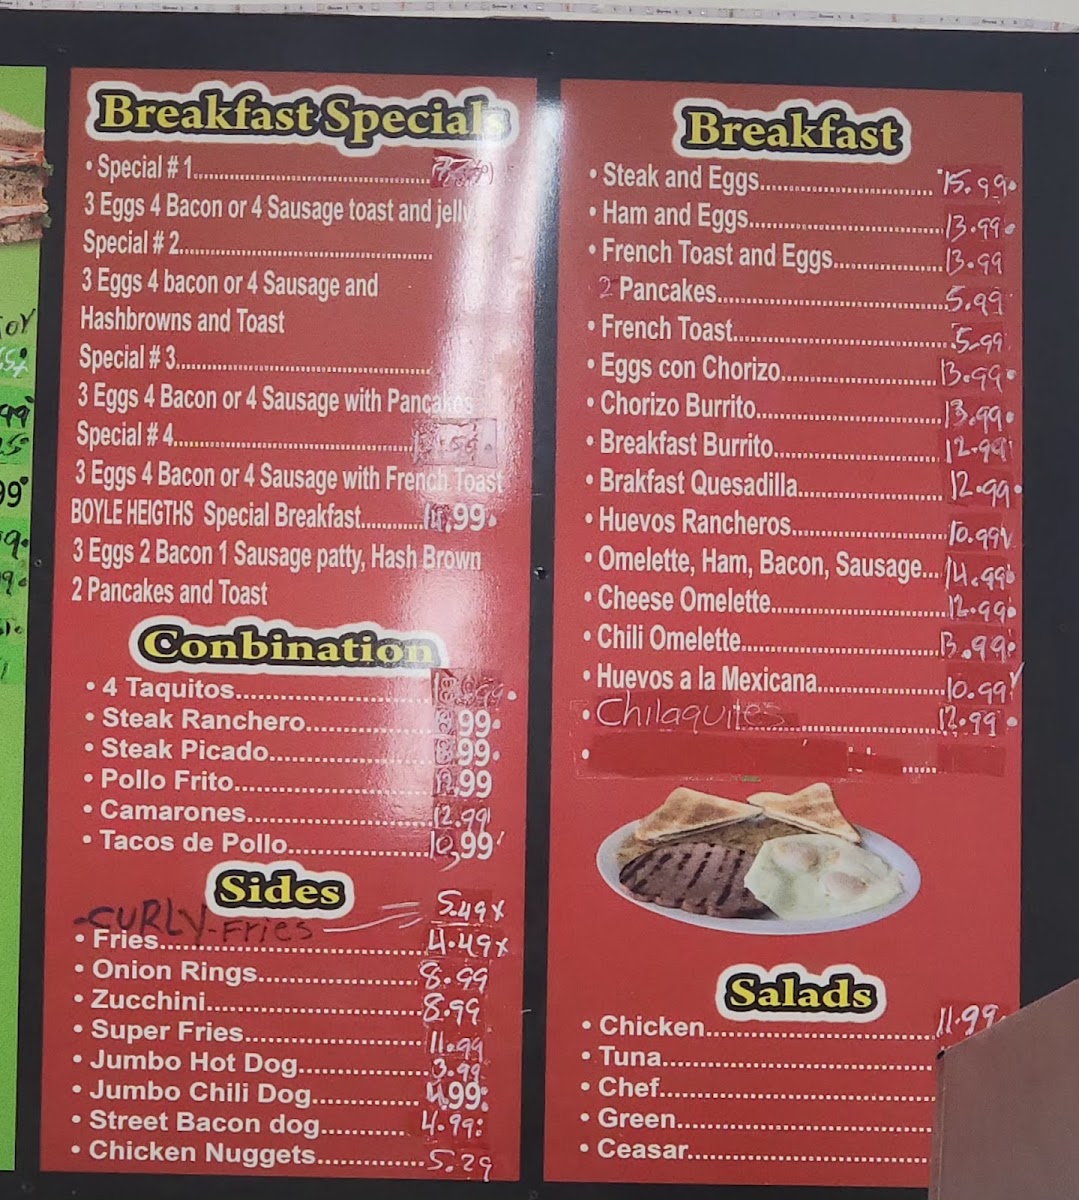 Breakfast Specials
• Special # 1
3 Eggs 4 Bacon or 4 Sausage toast and jelly
Special # 2
3 Eggs 4 bacon or 4 Sausage and
Hashbrowns and Toast
Special # 3
3 Eggs 4 Bacon or 4 Sausage with Pancakes
Special # 4
3 Eggs 4 Bacon or 4 Sausage with French Toast
BOYLE HEIGTHS Special Breakfast
3 Eggs 2 Bacon 1 Sausage patty, Hash Brown
2 Pancakes and Toast
Conbination
• 4 Taquitos
• Steak Ranchero
• Steak Picado
• Pollo Frito
• Camarones 12.99
• Tacos de Pollo 10.99
Sides
-CURLY-Fries 5.49
• Fries 4.49
• Onion Rings 8.99
• Zucchini 8.99
• Super Fries 11.99
• Jumbo Hot Dog 3.99
• Jumbo Chili Dog 4.99
• Street Bacon dog 4.99
• Chicken Nuggets 5.29
Breakfast
• Steak and Eggs 15.99
• Ham and Eggs 13.99
• French Toast and Eggs 13.99
2 Pancakes 5.99
• French Toast 5.99
• Eggs con Chorizo 13.99
• Chorizo Burrito 13.99
• Breakfast Burrito 12.99
• Brakfast Quesadilla 12.99
• Huevos Rancheros 10.99
• Omelette, Ham, Bacon, Sausage... 14.99
• Cheese Omelette 12.99
• Chili Omelette 13.99
• Huevos a la Mexicana 10.99
• Chilaquiles 12.99
Salads
• Chicken 11.99
• Tuna
• Chef
• Green
• Ceasar